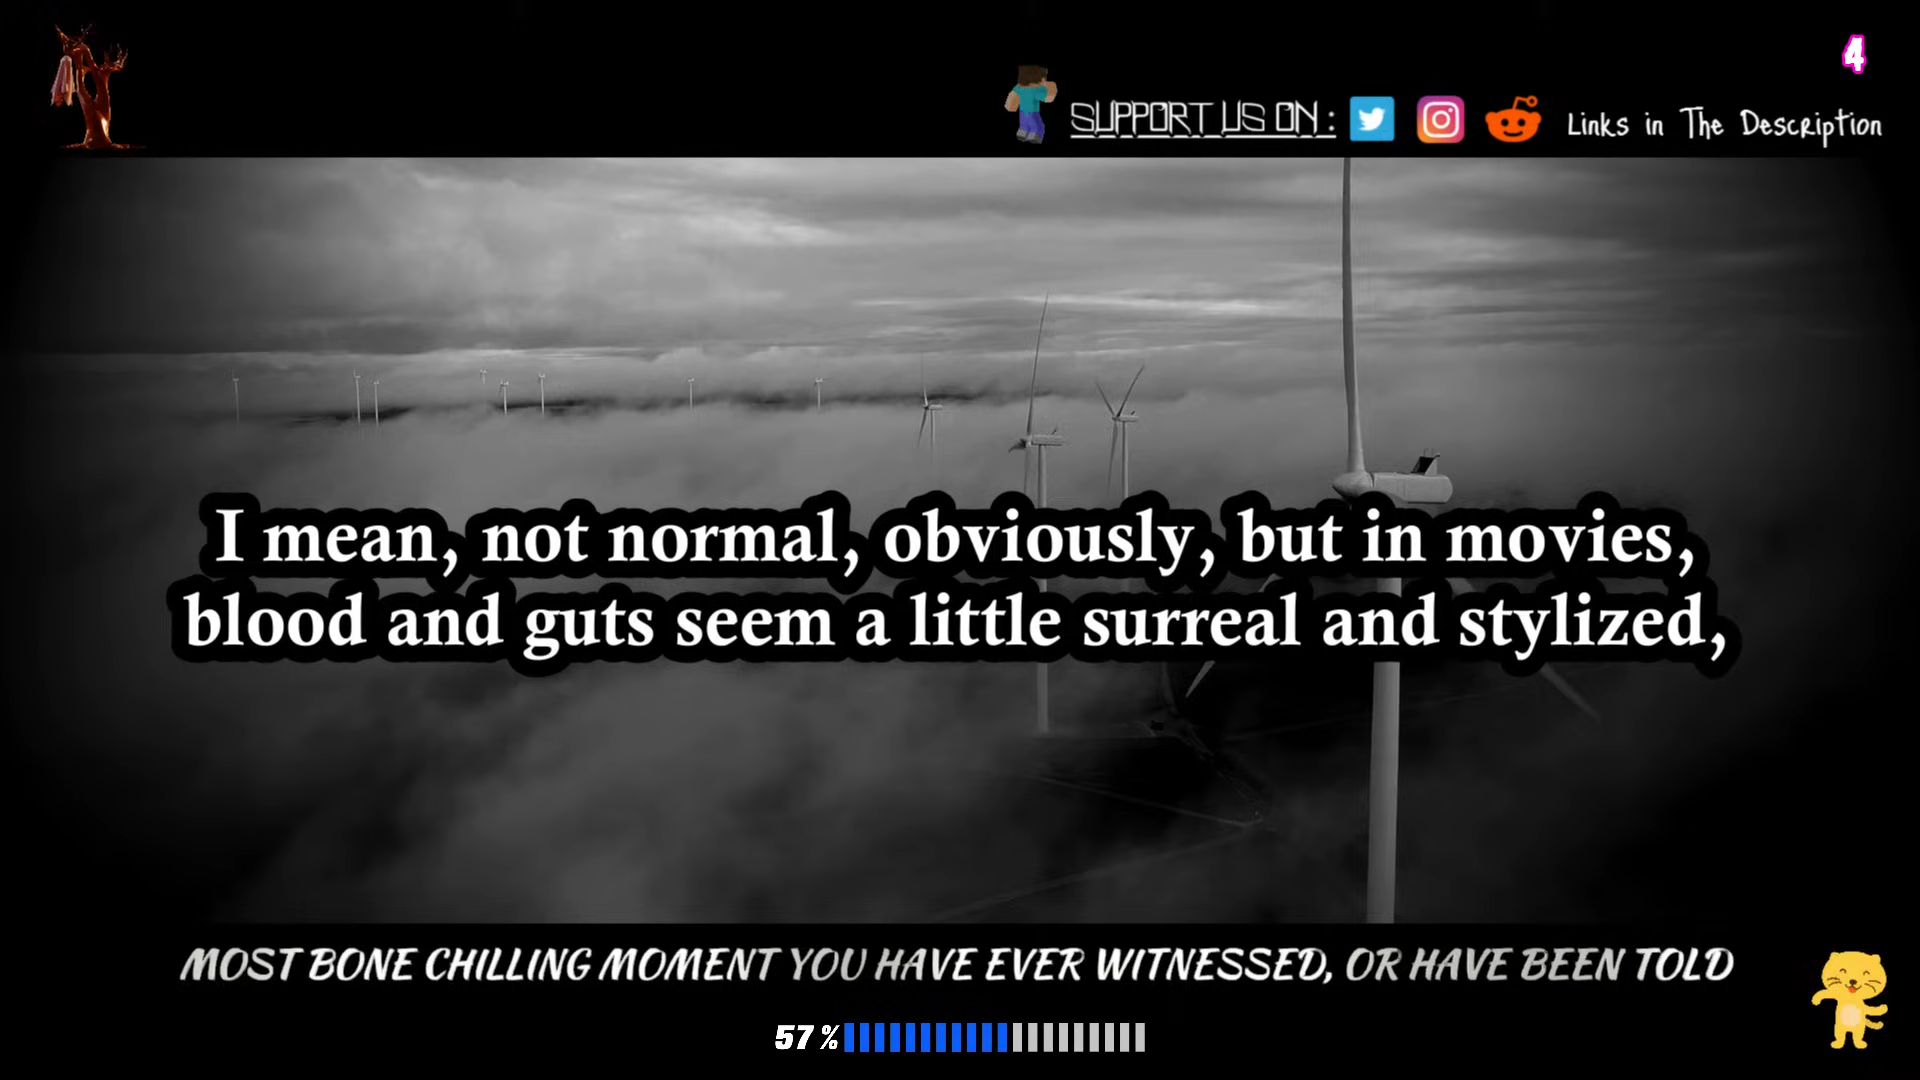 4
SUPPORT US ON : Links in The Description
I mean, not normal, obviously, but in movies,
blood and guts seem a little surreal and stylized,
MOST BONE CHILLING MOMENT YOU HAVE EVER WITNESSED, OR HAVE BEEN TOLD
57 %